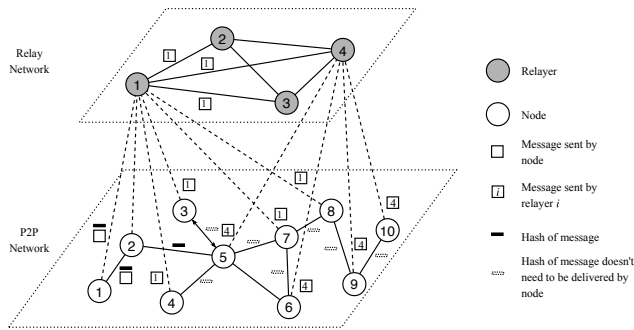 Relay
Network
1
2
3
4
1
1
1
Relayer
Node
Message sent by
node
i
Message sent by
relayer i
Hash of message
Hash of message doesn't
need to be delivered by
node
P2P
Network
1
2
3
4
5
6
7
8
9
10
1
1
1
1
4
4
4
4